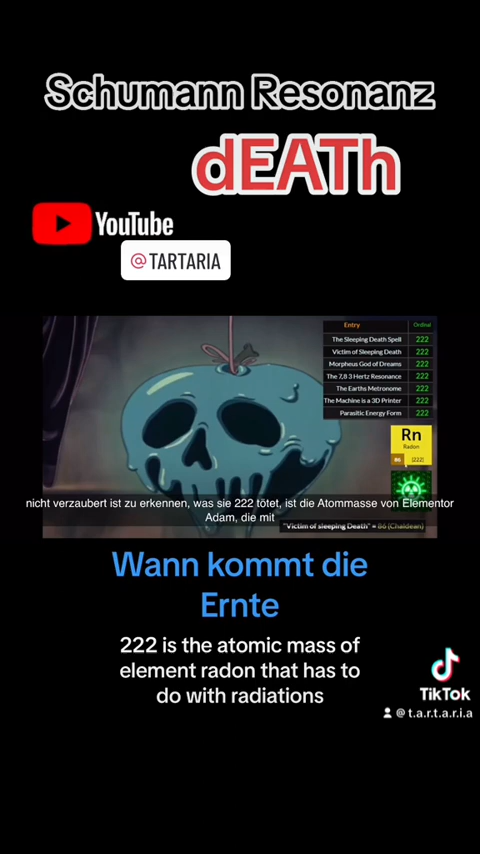 Schumann Resonanz
dEATh
YouTube
@TARTARIA
Entry Ordinal
The Sleeping Death Spell 222
Victim of Sleeping Death 222
Morpheus God of Dreams 222
The 7,8 3 Hertz Resonance 222
The Earths Metronome 222
The Machine is a 3D Printer 222
Parasitic Energy Form 222
Rn
Radon
86 [222]
nicht verzaubert ist zu erkennen, was sie 222 tötet, ist die Atommasse von Elementor
Adam, die mit
"Victim of sleeping Death" = 86 (Chaldean)
Wann kommt die
Ernte
222 is the atomic mass of
element radon that has to
do with radiations
TikTok
@t.a.r.t.a.r.i.a